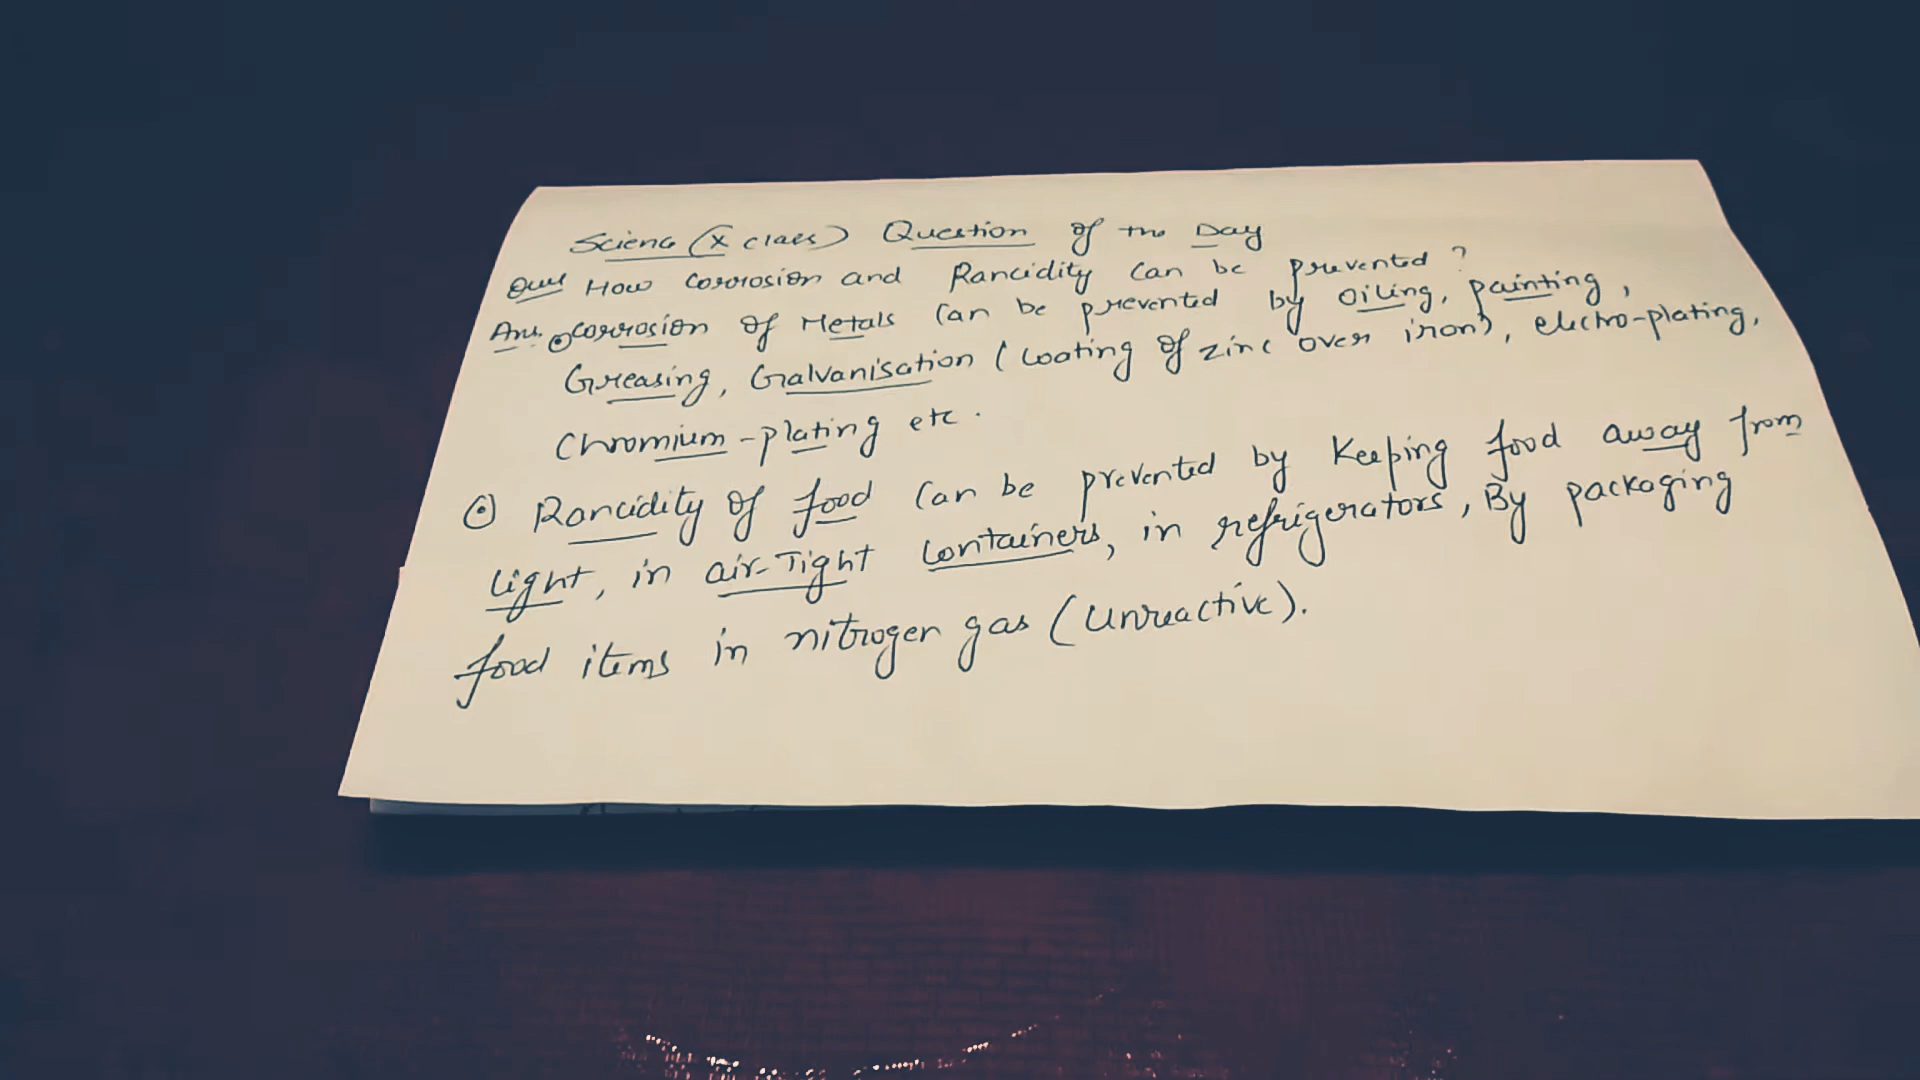 Science (X class) Question of the Day
Ques How Corrosion and Rancidity can be prevented?
Ans. Corrosion of Metals can be prevented by oiling, painting,
Greasing, Galvanisation (coating of zinc over iron), electro-plating,
Chromium-plating etc.
Rancidity of food can be prevented by Keeping food away from
light, in air-Tight containers, in refrigerators, By packaging
food items in nitrogen gas (Unreactive).